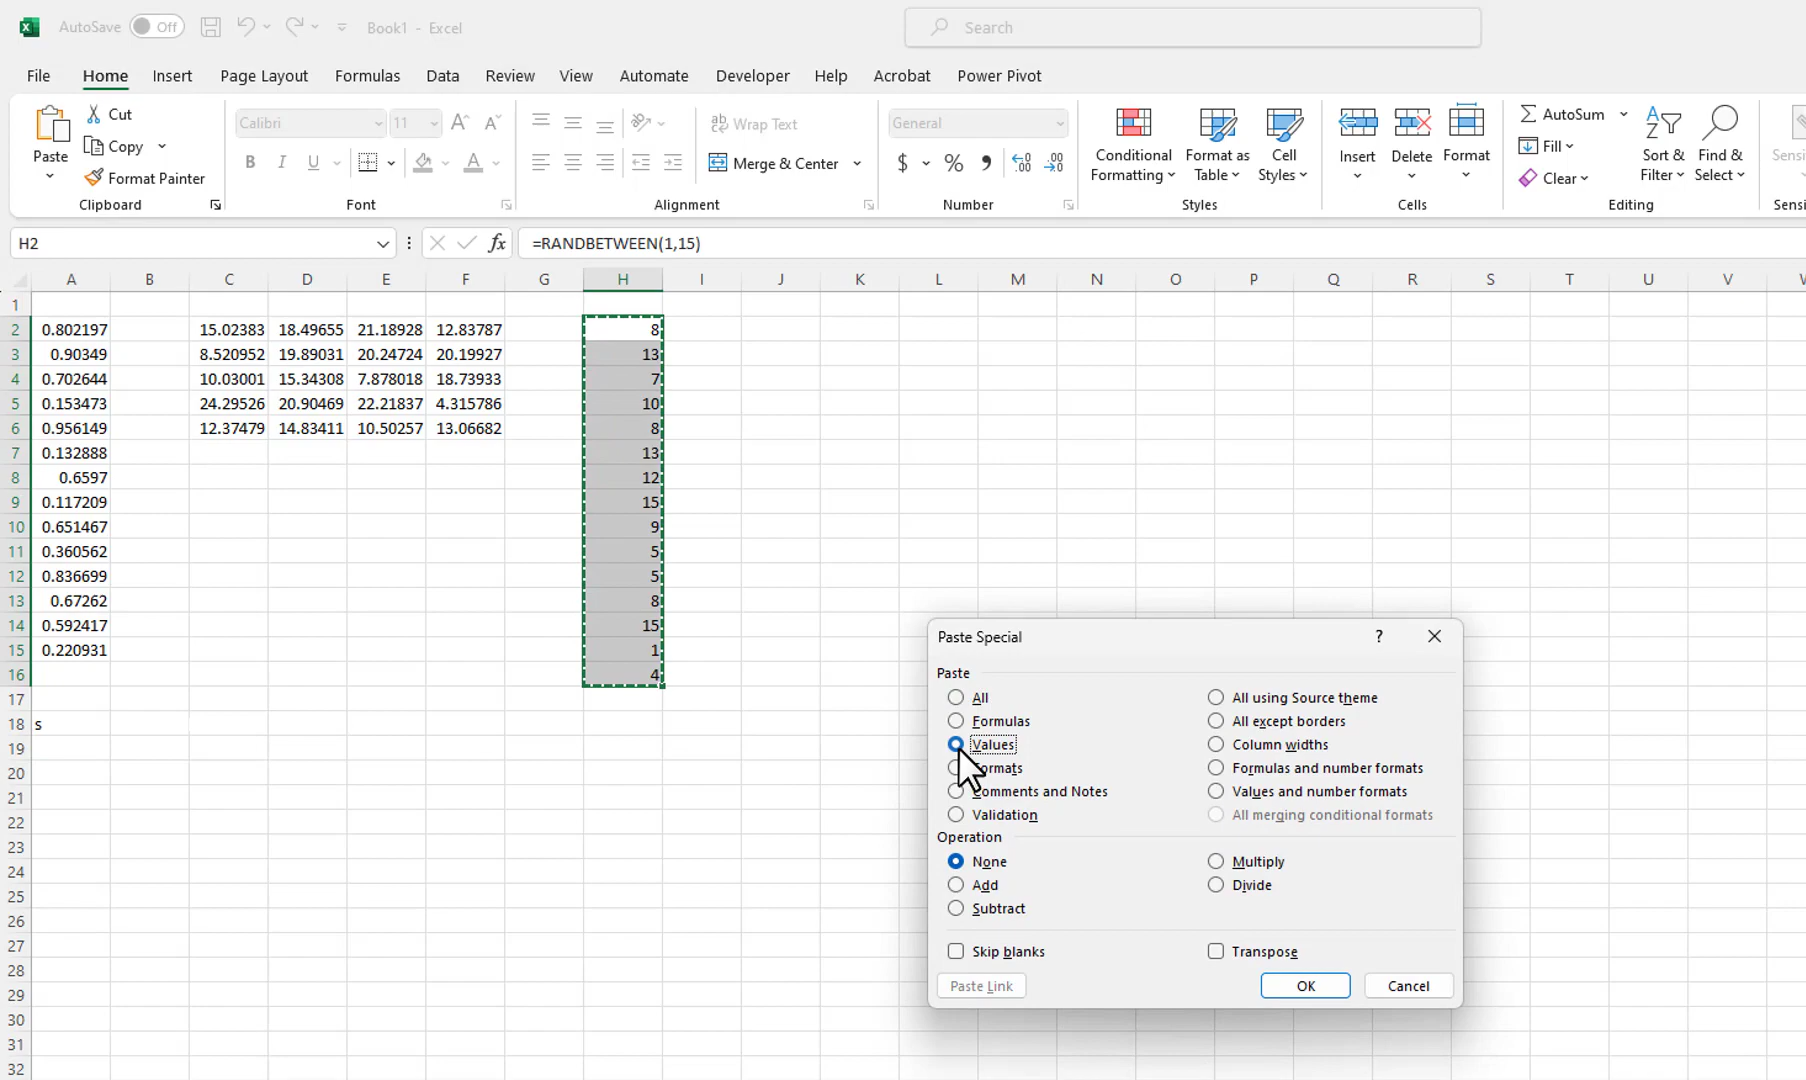 AutoSave Off Book1 - Excel Search
File Home Insert Page Layout Formulas Data Review View Automate Developer Help Acrobat Power Pivot
Paste
Cut
Copy
Format Painter
Clipboard
Calibri 11
B I U
Font
Wrap Text
Merge & Center
Alignment
General
$ % ,
Number
Conditional Formatting
Format as Table
Cell Styles
Styles
Insert Delete Format
Cells
AutoSum
Fill
Clear
Sort & Filter
Find & Select
Editing
Sensi
Sensi
H2 fx =RANDBETWEEN(1,15)
A B C D E F G H I J K L M N O P Q R S T U V
1
2 0.802197 15.02383 18.49655 21.18928 12.83787 8
3 0.90349 8.520952 19.89031 20.24724 20.19927 13
4 0.702644 10.03001 15.34308 7.878018 18.73933 7
5 0.153473 24.29526 20.90469 22.21837 4.315786 10
6 0.956149 12.37479 14.83411 10.50257 13.06682 8
7 0.132888 13
8 0.6597 12
9 0.117209 15
10 0.651467 9
11 0.360562 5
12 0.836699 5
13 0.67262 8
14 0.592417 15
15 0.220931 1
16 4
17
18 s
19
20
21
22
23
24
25
26
27
28
29
30
31
32
Paste Special ?
Paste
All All using Source theme
Formulas All except borders
Values Column widths
Formats Formulas and number formats
Comments and Notes Values and number formats
Validation All merging conditional formats
Operation
None Multiply
Add Divide
Subtract
Skip blanks Transpose
Paste Link OK Cancel